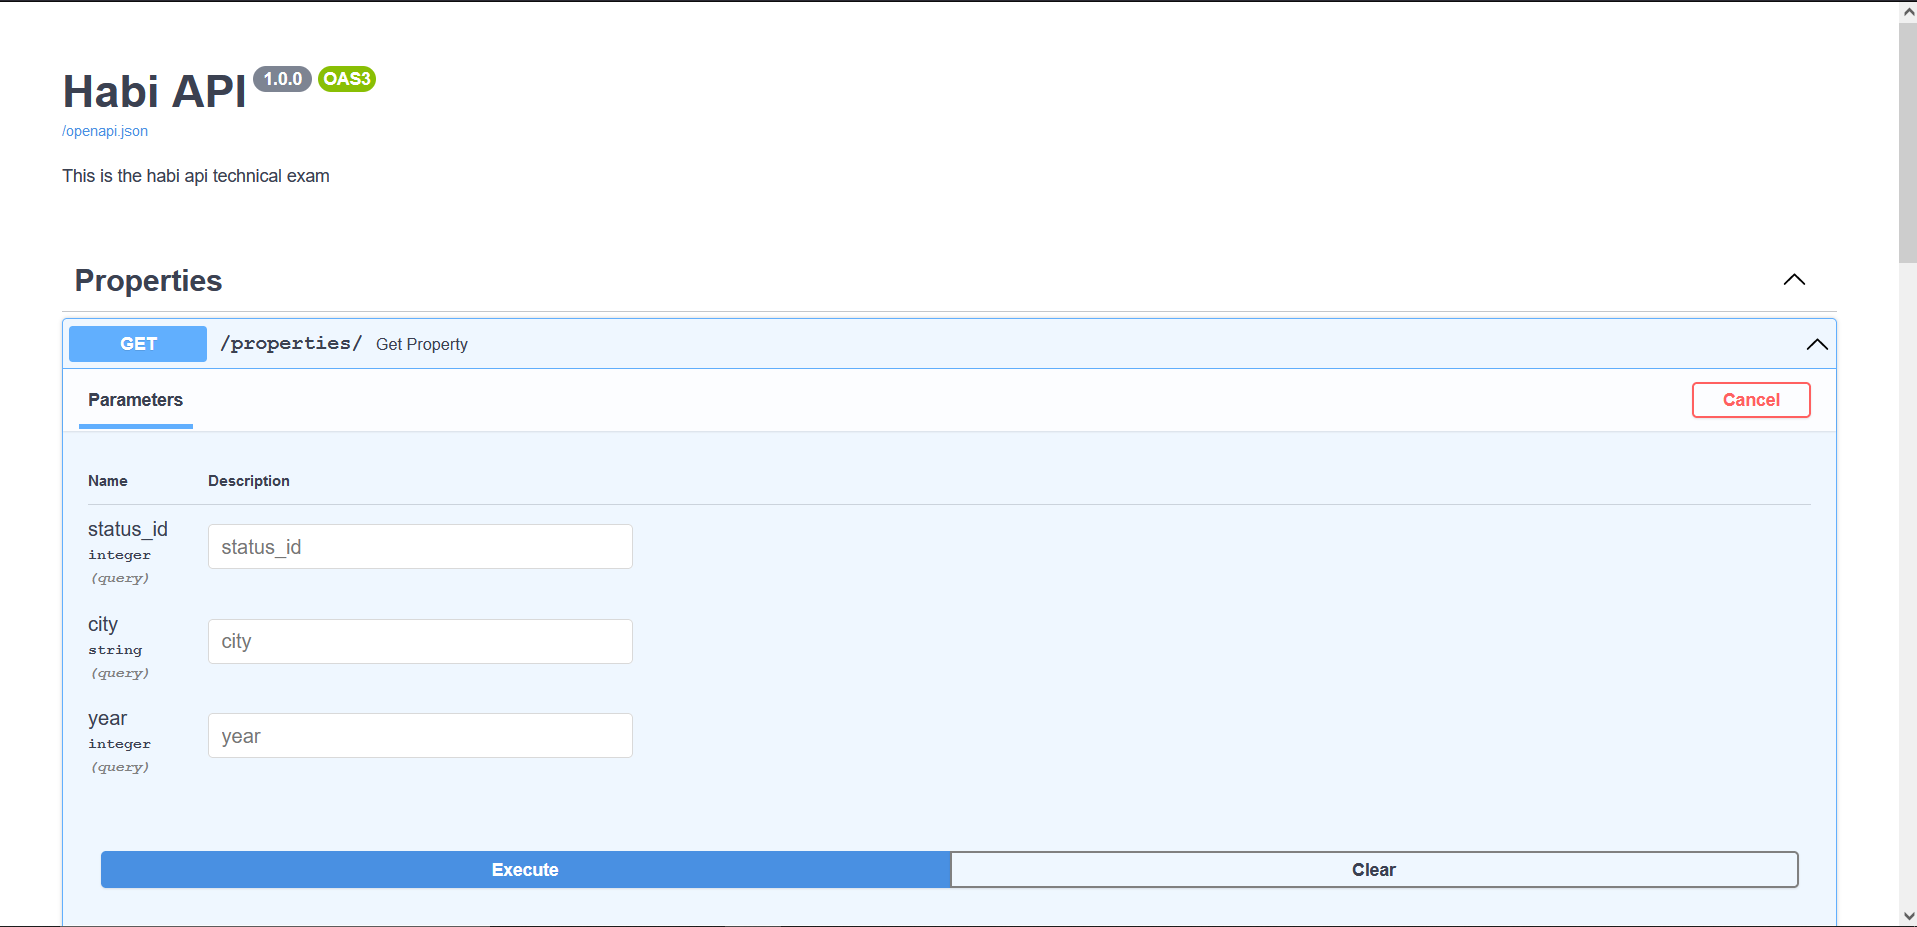 Habi API 1.0.0 OAS3
/openapi.json
This is the habi api technical exam
Properties
GET /properties/ Get Property
Parameters Cancel
Name Description
status_id status_id
integer
(query)
city city
string
(query)
year year
integer
(query)
Execute Clear